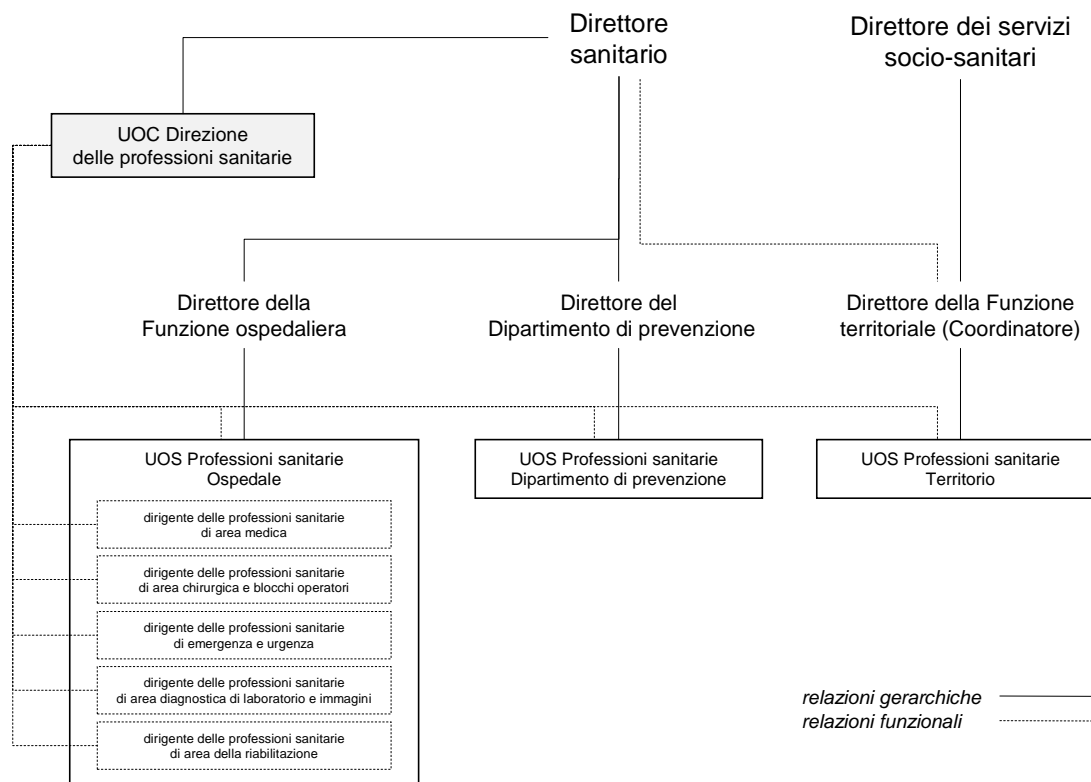 Direttore
sanitario
Direttore dei servizi
socio-sanitari
UOC Direzione
delle professioni sanitarie
Direttore della
Funzione ospedaliera
Direttore del
Dipartimento di prevenzione
Direttore della Funzione
territoriale (Coordinatore)
UOS Professioni sanitarie
Ospedale
UOS Professioni sanitarie
Dipartimento di prevenzione
UOS Professioni sanitarie
Territorio
dirigente delle professioni sanitarie
di area medica
dirigente delle professioni sanitarie
di area chirurgica e blocchi operatori
dirigente delle professioni sanitarie
di emergenza e urgenza
dirigente delle professioni sanitarie
di area diagnostica di laboratorio e immagini
dirigente delle professioni sanitarie
di area della riabilitazione
relazioni gerarchiche
relazioni funzionali